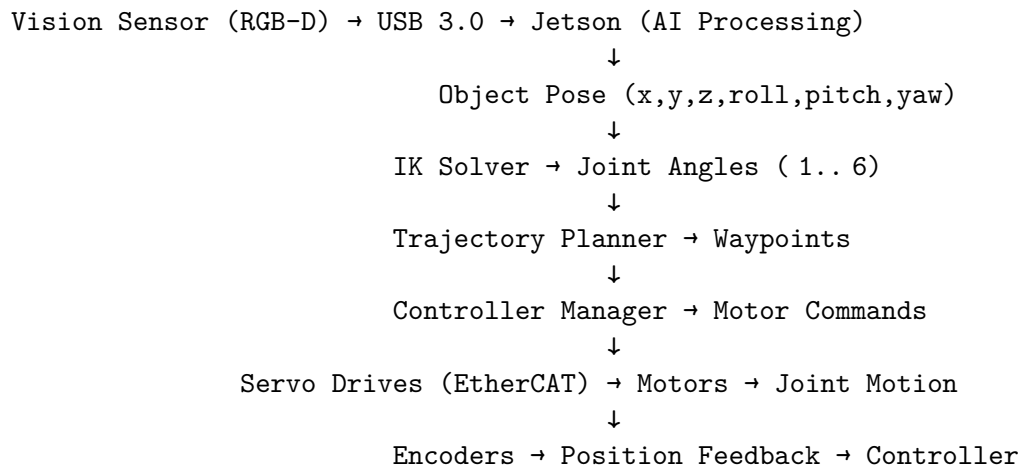 Vision Sensor (RGB-D) → USB 3.0 → Jetson (AI Processing)
↓
Object Pose (x,y,z,roll,pitch,yaw)
↓
IK Solver → Joint Angles ( 1.. 6)
↓
Trajectory Planner → Waypoints
↓
Controller Manager → Motor Commands
↓
Servo Drives (EtherCAT) → Motors → Joint Motion
↓
Encoders → Position Feedback → Controller